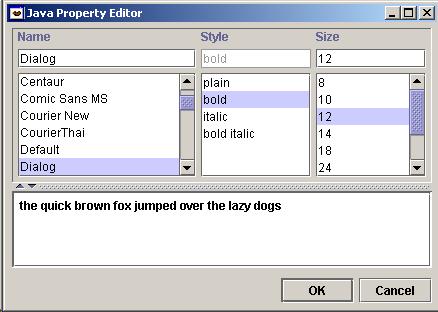 Java Property Editor
Name Style Size
Dialog bold 12
Centaur plain 8
Comic Sans MS bold 10
Courier New italic 12
CourierThai bold italic 14
Default 18
Dialog 24
the quick brown fox jumped over the lazy dogs
OK Cancel